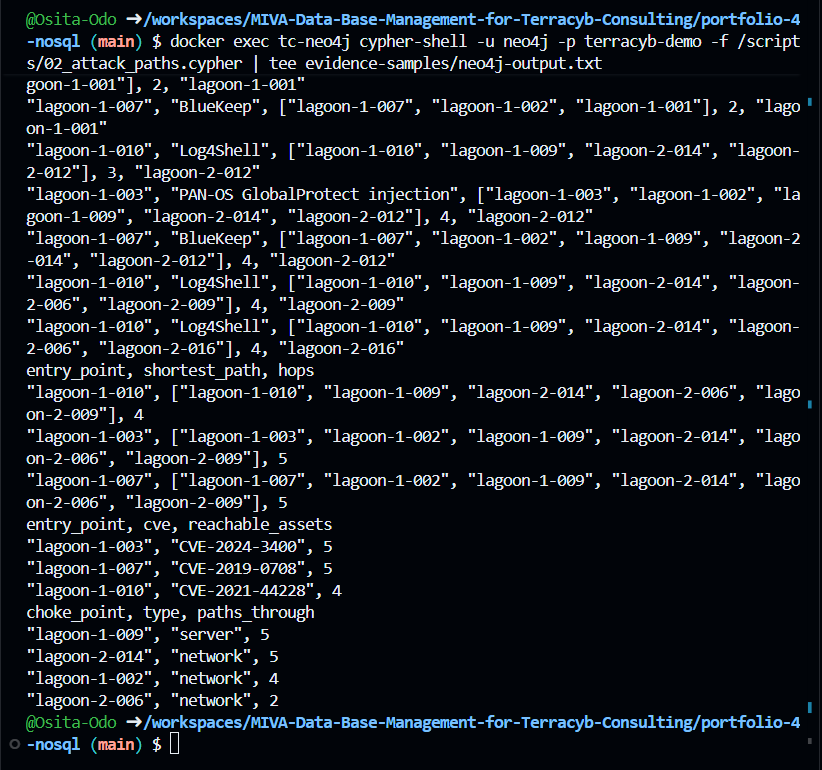 @Osita-Odo ➜/workspaces/MIVA-Data-Base-Management-for-Terracyb-Consulting/portfolio-4
-nosql (main) $ docker exec tc-neo4j cypher-shell -u neo4j -p terracyb-demo -f /script
s/02_attack_paths.cypher | tee evidence-samples/neo4j-output.txt
goon-1-001"], 2, "lagoon-1-001"
"lagoon-1-007", "BlueKeep", ["lagoon-1-007", "lagoon-1-002", "lagoon-1-001"], 2, "lago
on-1-001"
"lagoon-1-010", "Log4Shell", ["lagoon-1-010", "lagoon-1-009", "lagoon-2-014", "lagoon-
2-012"], 3, "lagoon-2-012"
"lagoon-1-003", "PAN-OS GlobalProtect injection", ["lagoon-1-003", "lagoon-1-002", "la
goon-1-009", "lagoon-2-014", "lagoon-2-012"], 4, "lagoon-2-012"
"lagoon-1-007", "BlueKeep", ["lagoon-1-007", "lagoon-1-002", "lagoon-1-009", "lagoon-2
-014", "lagoon-2-012"], 4, "lagoon-2-012"
"lagoon-1-010", "Log4Shell", ["lagoon-1-010", "lagoon-1-009", "lagoon-2-014", "lagoon-
2-006", "lagoon-2-009"], 4, "lagoon-2-009"
"lagoon-1-010", "Log4Shell", ["lagoon-1-010", "lagoon-1-009", "lagoon-2-014", "lagoon-
2-006", "lagoon-2-016"], 4, "lagoon-2-016"
entry_point, shortest_path, hops
"lagoon-1-010", ["lagoon-1-010", "lagoon-1-009", "lagoon-2-014", "lagoon-2-006", "lago
on-2-009"], 4
"lagoon-1-003", ["lagoon-1-003", "lagoon-1-002", "lagoon-1-009", "lagoon-2-014", "lago
on-2-006", "lagoon-2-009"], 5
"lagoon-1-007", ["lagoon-1-007", "lagoon-1-002", "lagoon-1-009", "lagoon-2-014", "lago
on-2-006", "lagoon-2-009"], 5
entry_point, cve, reachable_assets
"lagoon-1-003", "CVE-2024-3400", 5
"lagoon-1-007", "CVE-2019-0708", 5
"lagoon-1-010", "CVE-2021-44228", 4
choke_point, type, paths_through
"lagoon-1-009", "server", 5
"lagoon-2-014", "network", 5
"lagoon-1-002", "network", 4
"lagoon-2-006", "network", 2
@Osita-Odo ➜/workspaces/MIVA-Data-Base-Management-for-Terracyb-Consulting/portfolio-4
-nosql (main) $